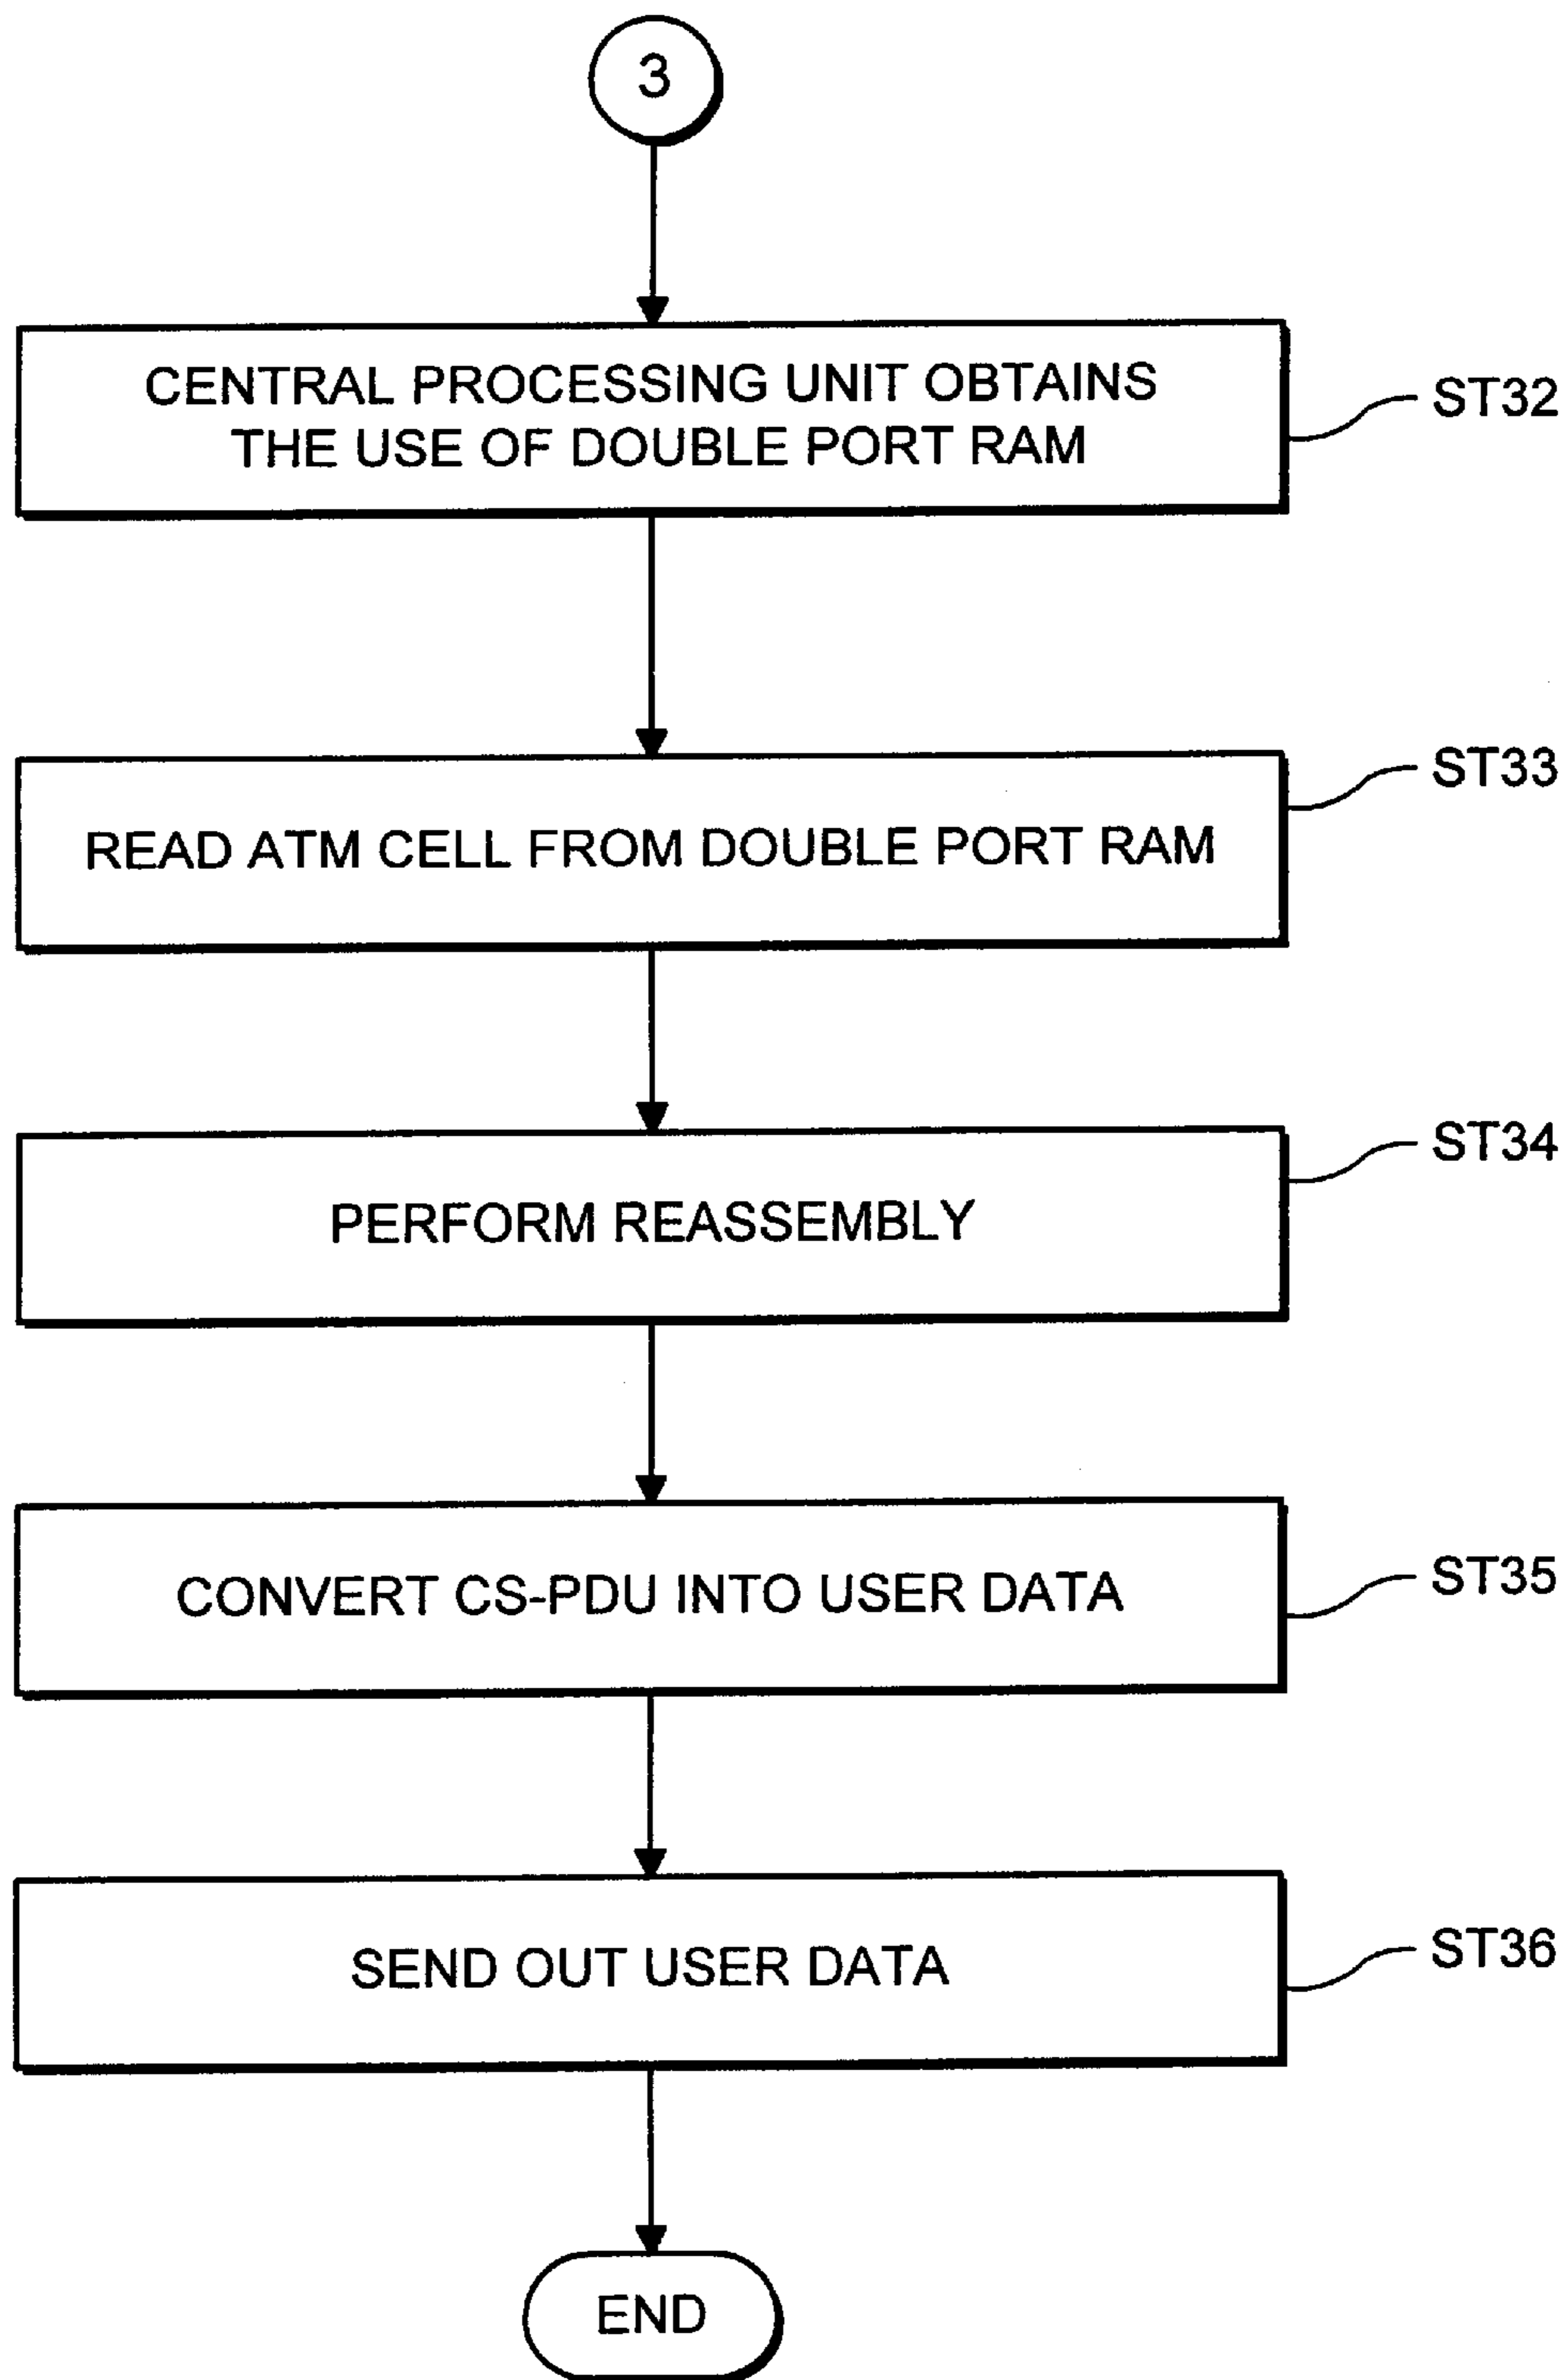 3
CENTRAL PROCESSING UNIT OBTAINS
THE USE OF DOUBLE PORT RAM
ST32
READ ATM CELL FROM DOUBLE PORT RAM
ST33
PERFORM REASSEMBLY
ST34
CONVERT CS-PDU INTO USER DATA
ST35
SEND OUT USER DATA
ST36
END